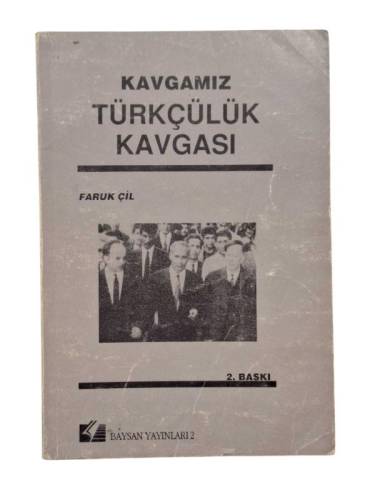 KAVGAMIZ
TÜRKÇÜLÜK
KAVGASI
FARUK ÇİL
2. BASKI
BAYSAN YAYINLARI 2